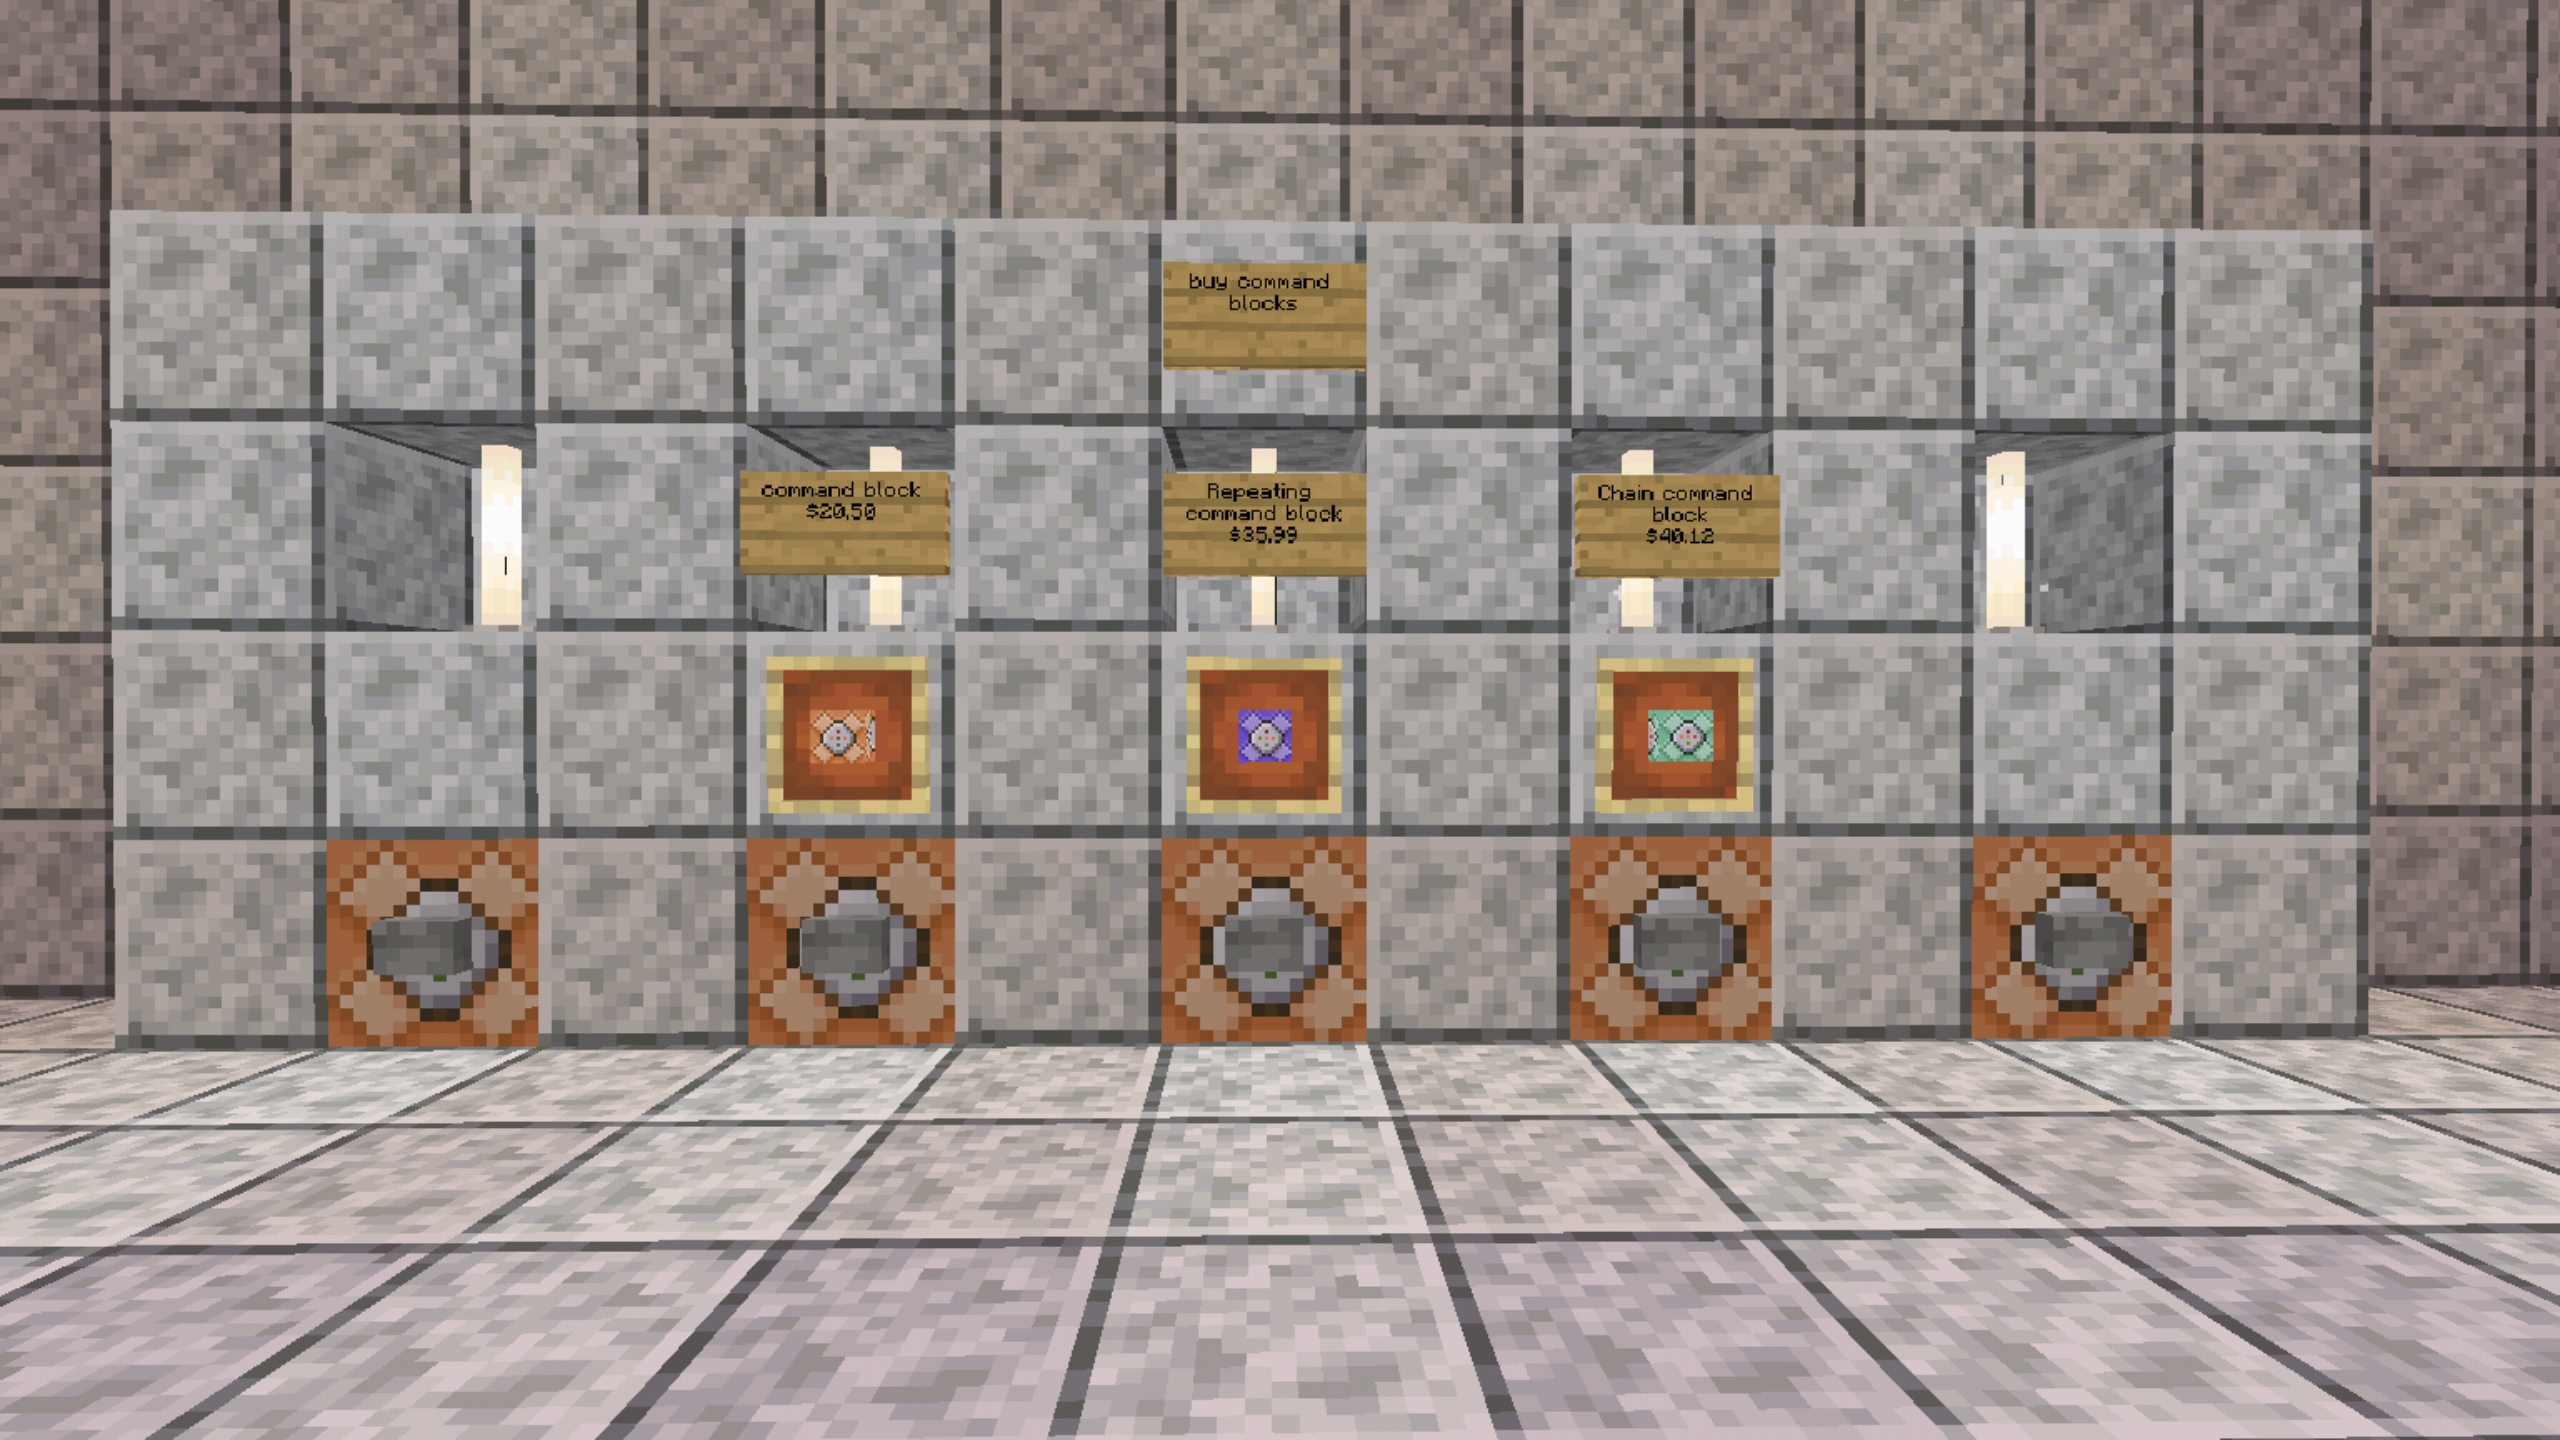 buy command
blocks
command block
$20.50
Repeating
command block
$35.99
Chain command
block
$40.12